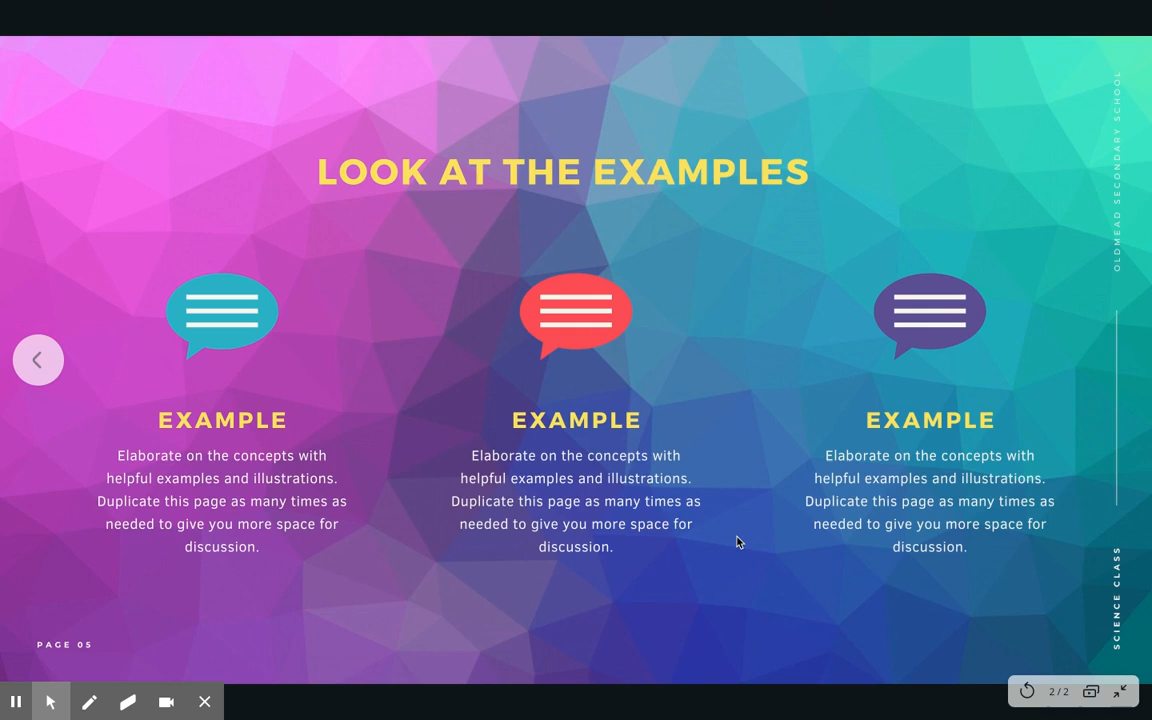 LOOK AT THE EXAMPLES
EXAMPLE
Elaborate on the concepts with
helpful examples and illustrations.
Duplicate this page as many times as
needed to give you more space for
discussion.
EXAMPLE
Elaborate on the concepts with
helpful examples and illustrations.
Duplicate this page as many times as
needed to give you more space for
discussion.
EXAMPLE
Elaborate on the concepts with
helpful examples and illustrations.
Duplicate this page as many times as
needed to give you more space for
discussion.
OLDMEAD SECONDARY SCHOOL
SCIENCE CLASS
PAGE 05
2/2